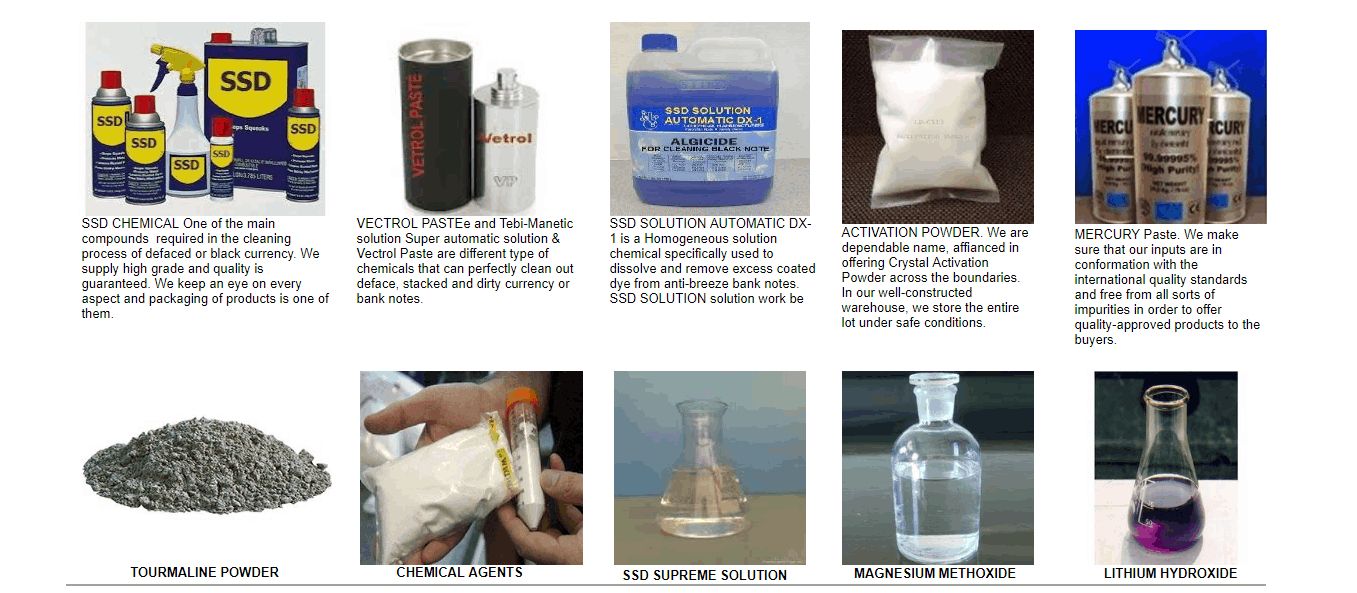 SSD
SSD
SSD
SSD
SSD
SSD
Stops Squeaks
VETROL PASTE
Vetrol
SSD SOLUTION
AUTOMATIC DX-1
ALGICIDE
FOR CLEANING BLACK NOTE
MERCURY
99.99995%
High Purity!
SSD CHEMICAL One of the main
compounds required in the cleaning
process of defaced or black currency. We
supply high grade and quality is
guaranteed. We keep an eye on every
aspect and packaging of products is one of
them.
VECTROL PASTEe and Tebi-Manetic
solution Super automatic solution &
Vectrol Paste are different type of
chemicals that can perfectly clean out
deface, stacked and dirty currency or
bank notes.
SSD SOLUTION AUTOMATIC DX-
1 is a Homogeneous solution
chemical specifically used to
dissolve and remove excess coated
dye from anti-breeze bank notes.
SSD SOLUTION solution work be
ACTIVATION POWDER. We are
dependable name, affianced in
offering Crystal Activation
Powder across the boundaries.
In our well-constructed
warehouse, we store the entire
lot under safe conditions.
MERCURY Paste. We make
sure that our inputs are in
conformation with the
international quality standards
and free from all sorts of
impurities in order to offer
quality-approved products to the
buyers.
TOURMALINE POWDER
CHEMICAL AGENTS
SSD SUPREME SOLUTION
MAGNESIUM METHOXIDE
LITHIUM HYDROXIDE